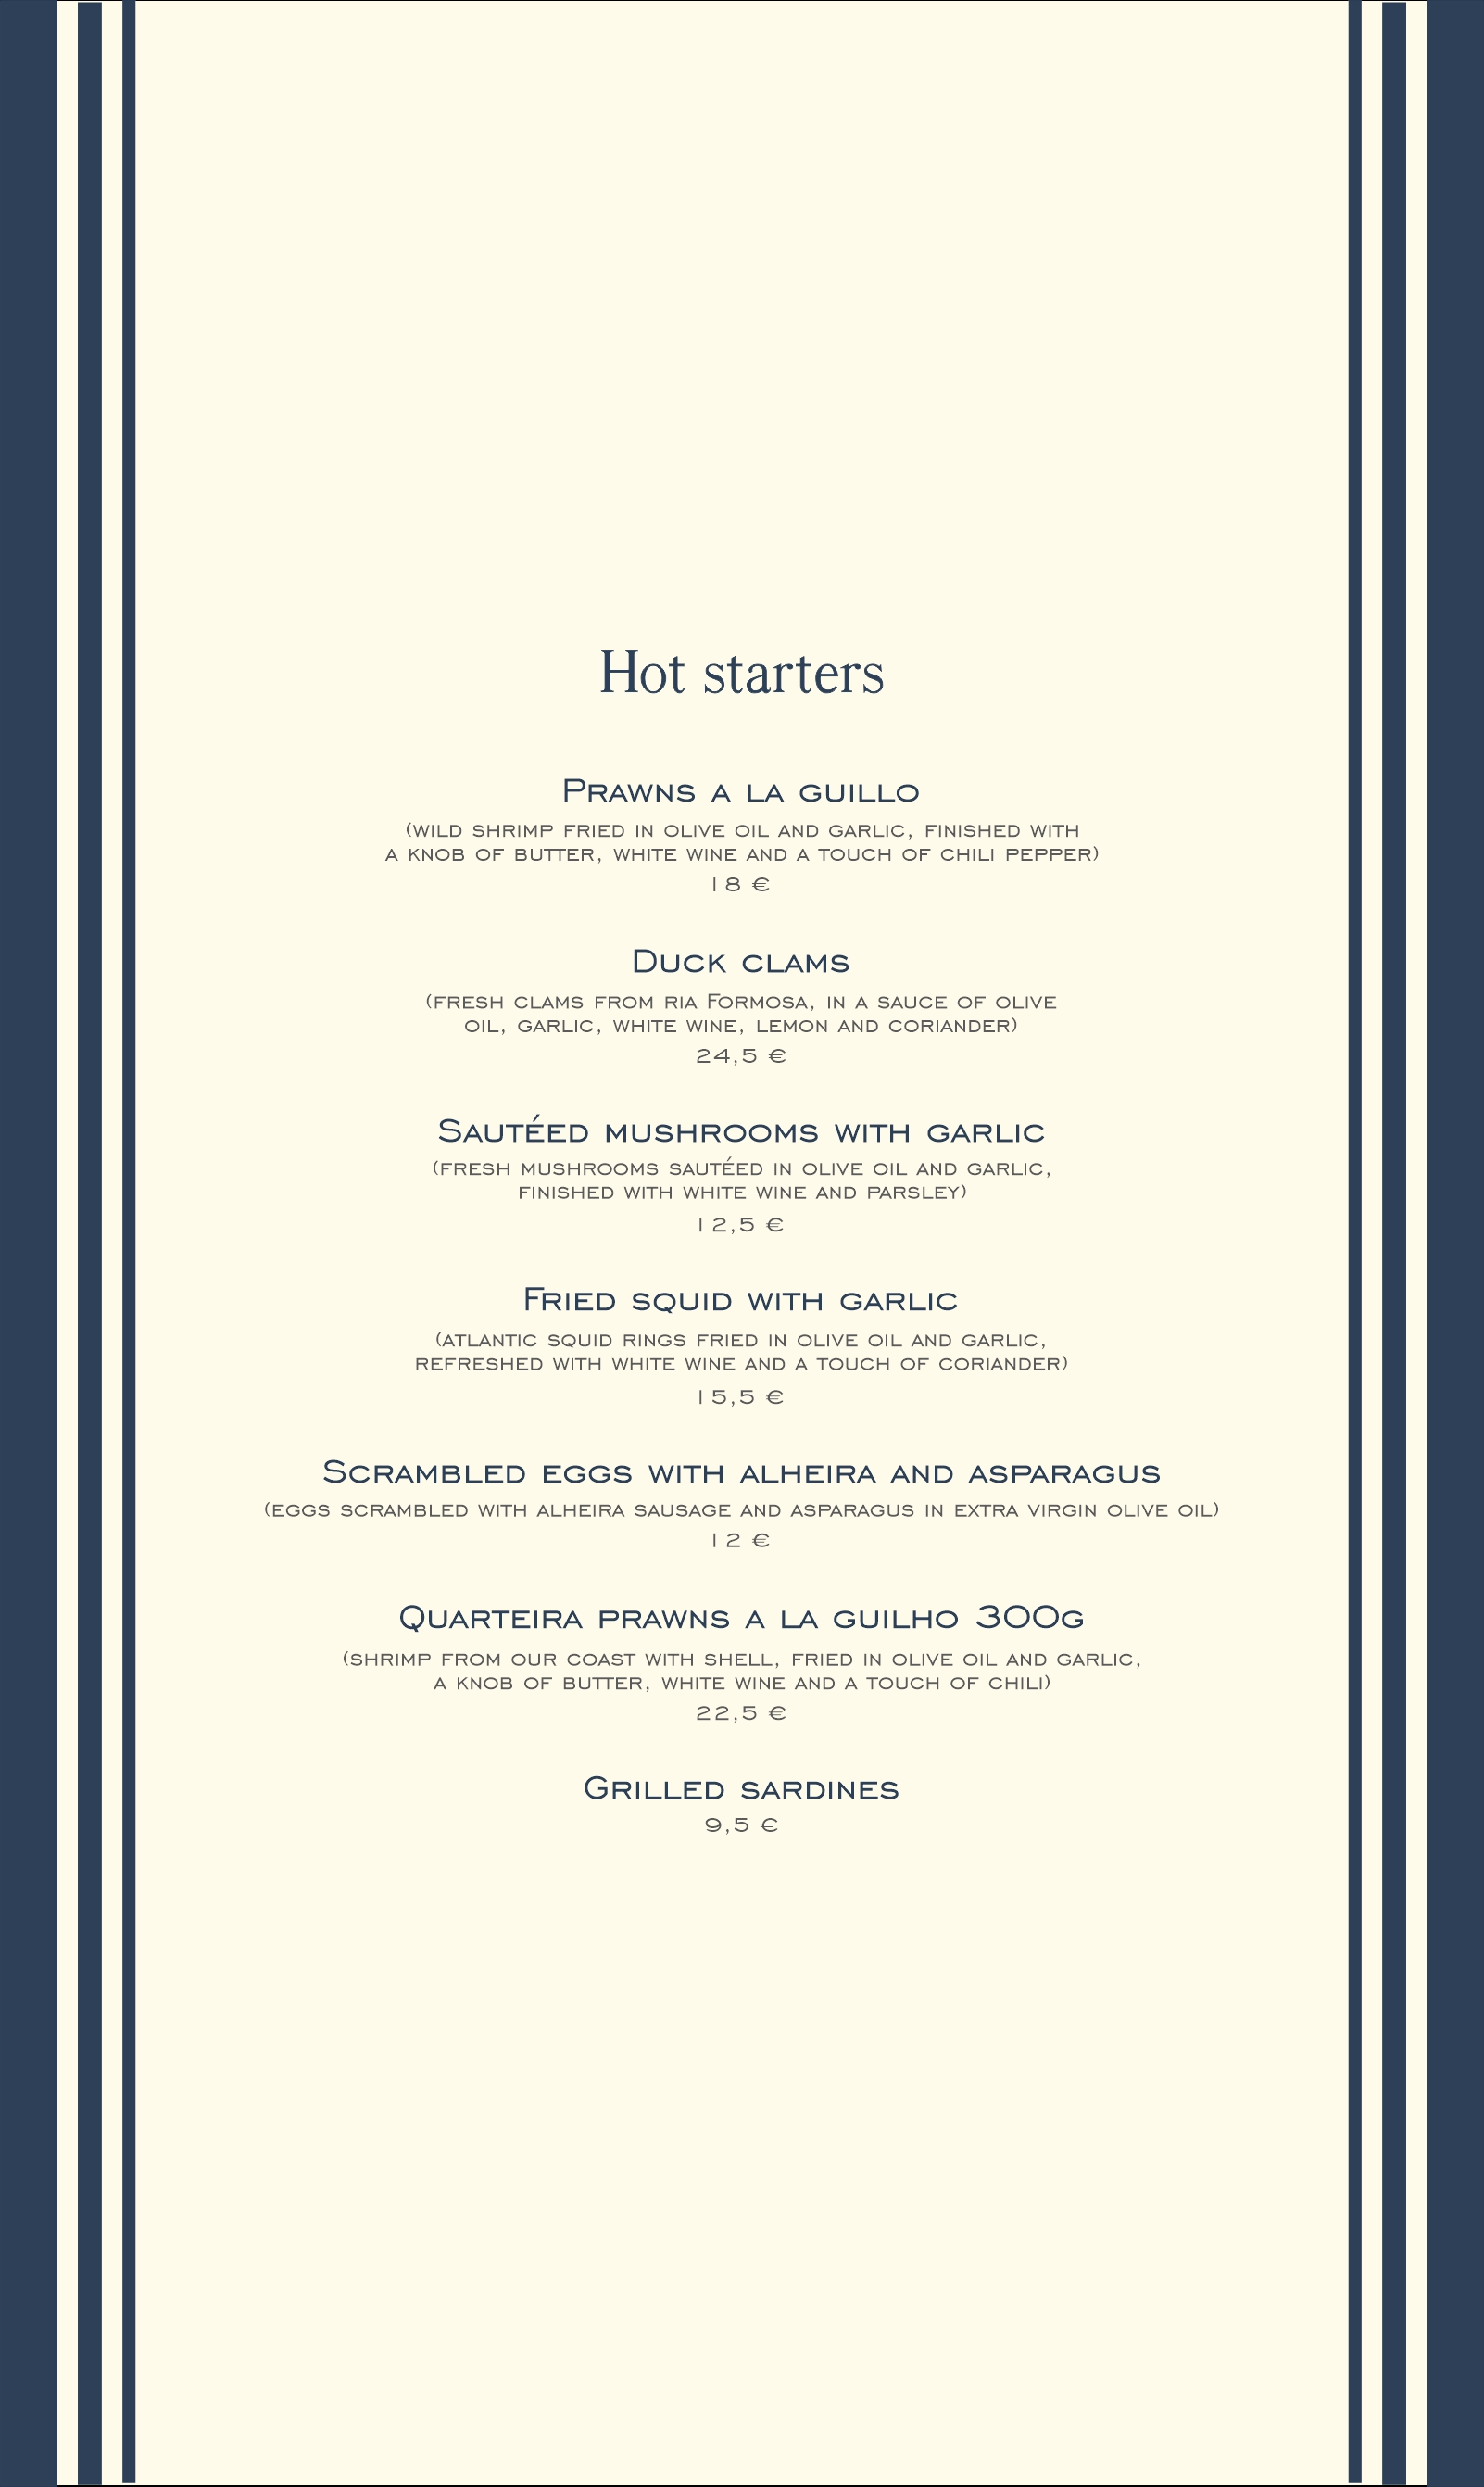 Hot starters
Prawns a la guillo
(wild shrimp fried in olive oil and garlic, finished with
a knob of butter, white wine and a touch of chili pepper)
18 €
Duck clams
(fresh clams from ria Formosa, in a sauce of olive
oil, garlic, white wine, lemon and coriander)
24,5 €
Sautéed mushrooms with garlic
(fresh mushrooms sautéed in olive oil and garlic,
finished with white wine and parsley)
12,5 €
Fried squid with garlic
(atlantic squid rings fried in olive oil and garlic,
refreshed with white wine and a touch of coriander)
15,5 €
Scrambled eggs with alheira and asparagus
(eggs scrambled with alheira sausage and asparagus in extra virgin olive oil)
12 €
Quarteira prawns a la guilho 300g
(shrimp from our coast with shell, fried in olive oil and garlic,
a knob of butter, white wine and a touch of chili)
22,5 €
Grilled sardines
9,5 €